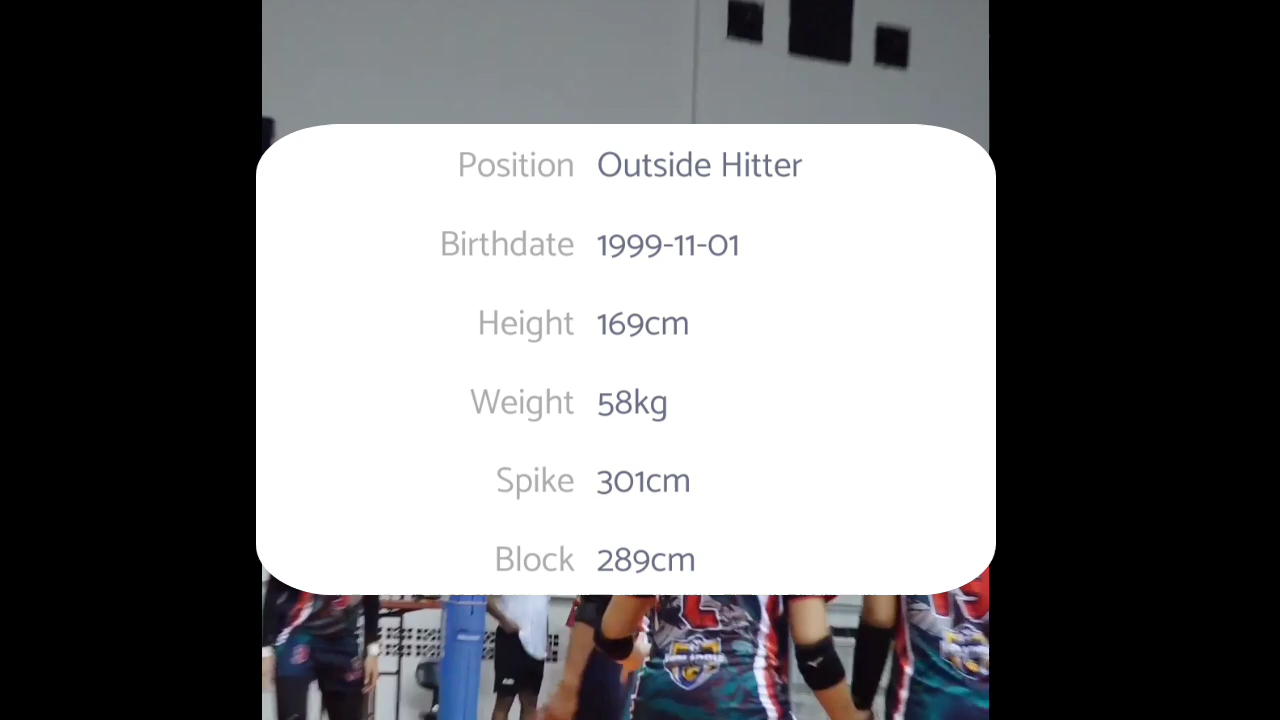 Position Outside Hitter
Birthdate 1999-11-01
Height 169cm
Weight 58kg
Spike 301cm
Block 289cm